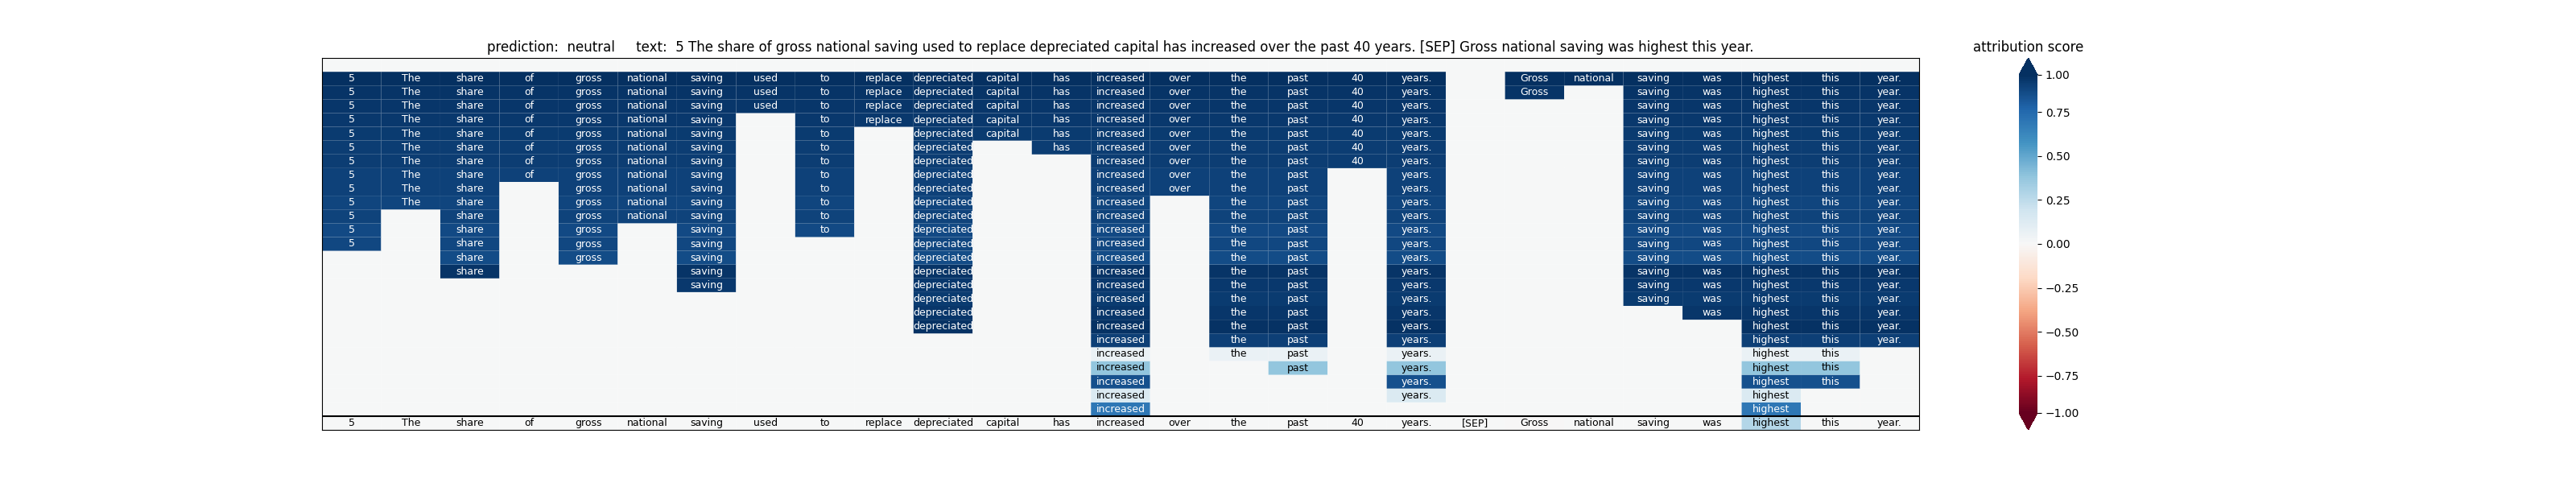 prediction: neutral text: 5 The share of gross national saving used to replace depreciated capital has increased over the past 40 years. [SEP] Gross national saving was highest this year.
5 The share of gross national saving used to replace depreciated capital has increased over the past 40 years. Gross national saving was highest this year.
5 The share of gross national saving used to replace depreciated capital has increased over the past 40 years. Gross saving was highest this year.
5 The share of gross national saving used to replace depreciated capital has increased over the past 40 years. saving was highest this year.
5 The share of gross national saving to replace depreciated capital has increased over the past 40 years. saving was highest this year.
5 The share of gross national saving to depreciated capital has increased over the past 40 years. saving was highest this year.
5 The share of gross national saving to depreciated has increased over the past 40 years. saving was highest this year.
5 The share of gross national saving to depreciated increased over the past 40 years. saving was highest this year.
5 The share of gross national saving to depreciated increased over the past years. saving was highest this year.
5 The share gross national saving to depreciated increased over the past years. saving was highest this year.
5 The share gross national saving to depreciated increased the past years. saving was highest this year.
5 share gross national saving to depreciated increased the past years. saving was highest this year.
5 share gross saving to depreciated increased the past years. saving was highest this year.
5 share gross saving depreciated increased the past years. saving was highest this year.
share gross saving depreciated increased the past years. saving was highest this year.
share saving depreciated increased the past years. saving was highest this year.
saving depreciated increased the past years. saving was highest this year.
depreciated increased the past years. saving was highest this year.
depreciated increased the past years. was highest this year.
depreciated increased the past years. highest this year.
increased the past years. highest this year.
increased the past years. highest this
increased past years. highest this
increased years. highest this
increased years. highest
increased highest
5 The share of gross national saving used to replace depreciated capital has increased over the past 40 years. [SEP] Gross national saving was highest this year.
attribution score
1.00
0.75
0.50
0.25
0.00
−0.25
−0.50
−0.75
−1.00